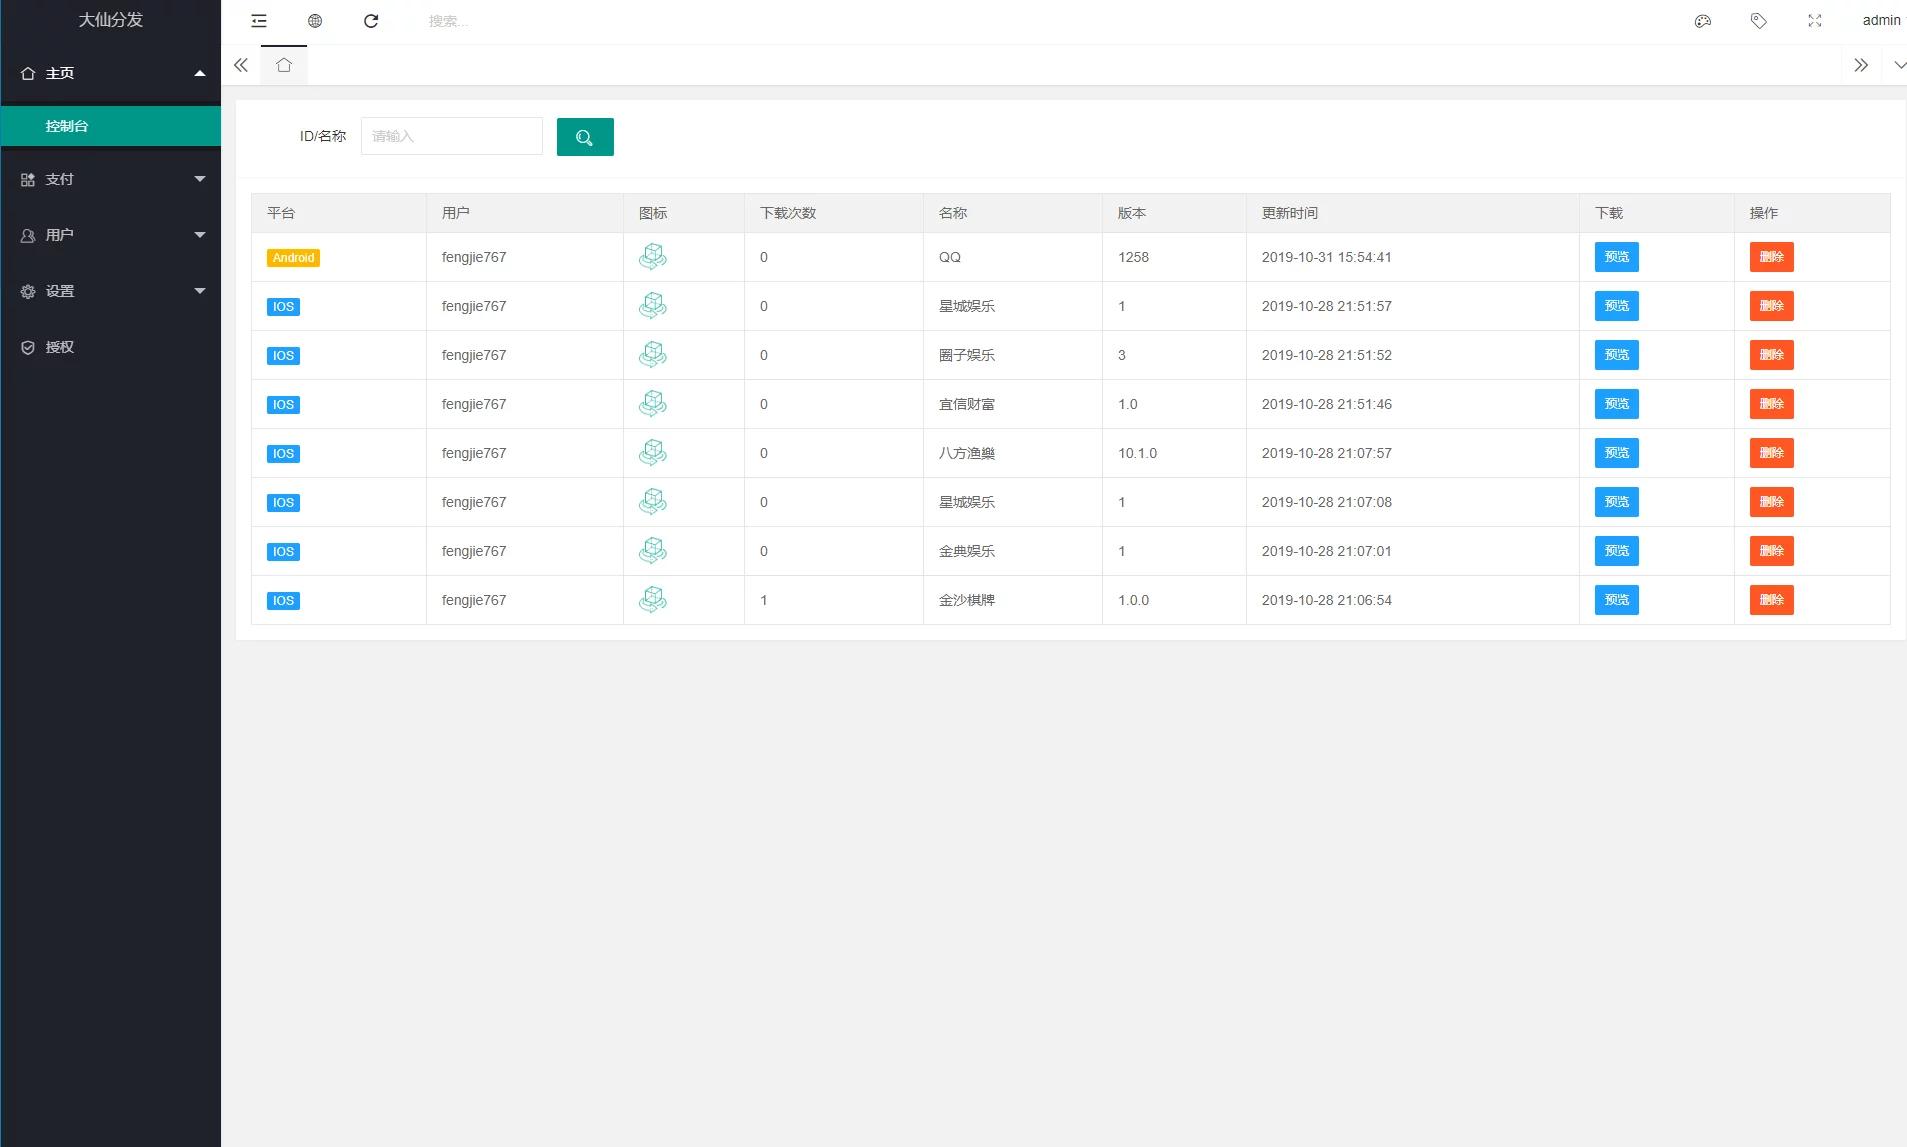 大仙分发
搜索...
admin
主页
控制台
支付
用户
设置
授权
ID/名称 请输入
平台 用户 图标 下载次数 名称 版本 更新时间 下载 操作
Android fengjie767 0 QQ 1258 2019-10-31 15:54:41 预览 删除
IOS fengjie767 0 星城娱乐 1 2019-10-28 21:51:57 预览 删除
IOS fengjie767 0 圈子娱乐 3 2019-10-28 21:51:52 预览 删除
IOS fengjie767 0 宜信财富 1.0 2019-10-28 21:51:46 预览 删除
IOS fengjie767 0 八方渔樂 10.1.0 2019-10-28 21:07:57 预览 删除
IOS fengjie767 0 星城娱乐 1 2019-10-28 21:07:08 预览 删除
IOS fengjie767 0 金典娱乐 1 2019-10-28 21:07:01 预览 删除
IOS fengjie767 1 金沙棋牌 1.0.0 2019-10-28 21:06:54 预览 删除